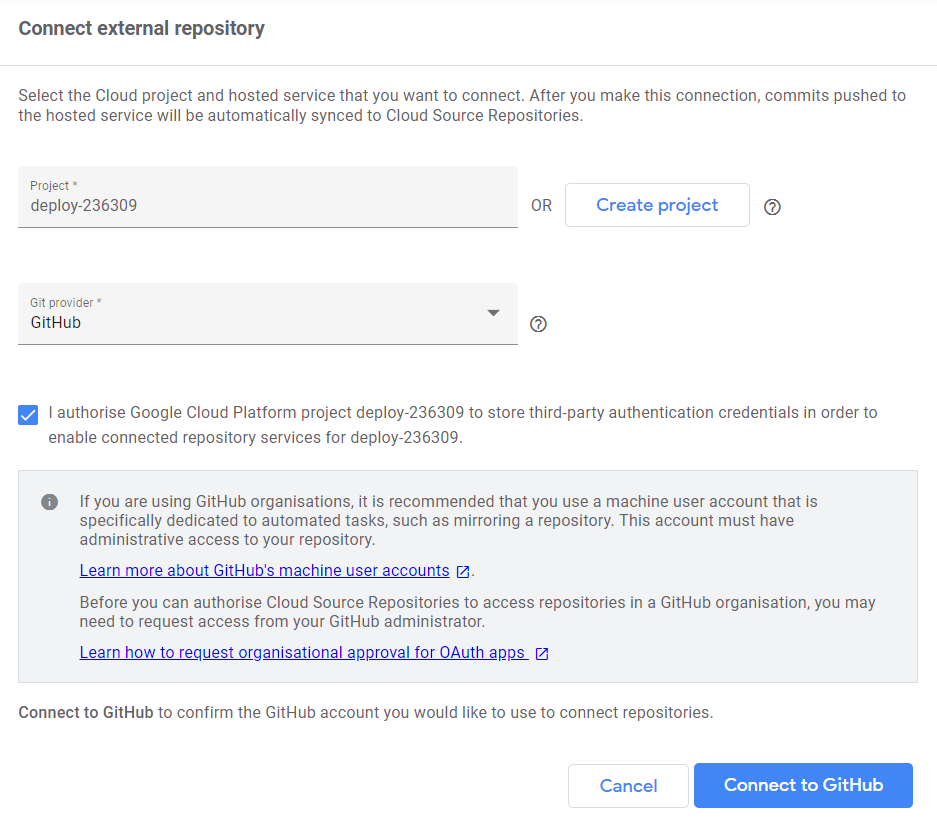 Connect external repository
Select the Cloud project and hosted service that you want to connect. After you make this connection, commits pushed to
the hosted service will be automatically synced to Cloud Source Repositories.
Project *
deploy-236309
OR
Create project
Git provider *
GitHub
I authorise Google Cloud Platform project deploy-236309 to store third-party authentication credentials in order to
enable connected repository services for deploy-236309.
If you are using GitHub organisations, it is recommended that you use a machine user account that is
specifically dedicated to automated tasks, such as mirroring a repository. This account must have
administrative access to your repository.
Learn more about GitHub's machine user accounts .
Before you can authorise Cloud Source Repositories to access repositories in a GitHub organisation, you may
need to request access from your GitHub administrator.
Learn how to request organisational approval for OAuth apps
Connect to GitHub to confirm the GitHub account you would like to use to connect repositories.
Cancel
Connect to GitHub